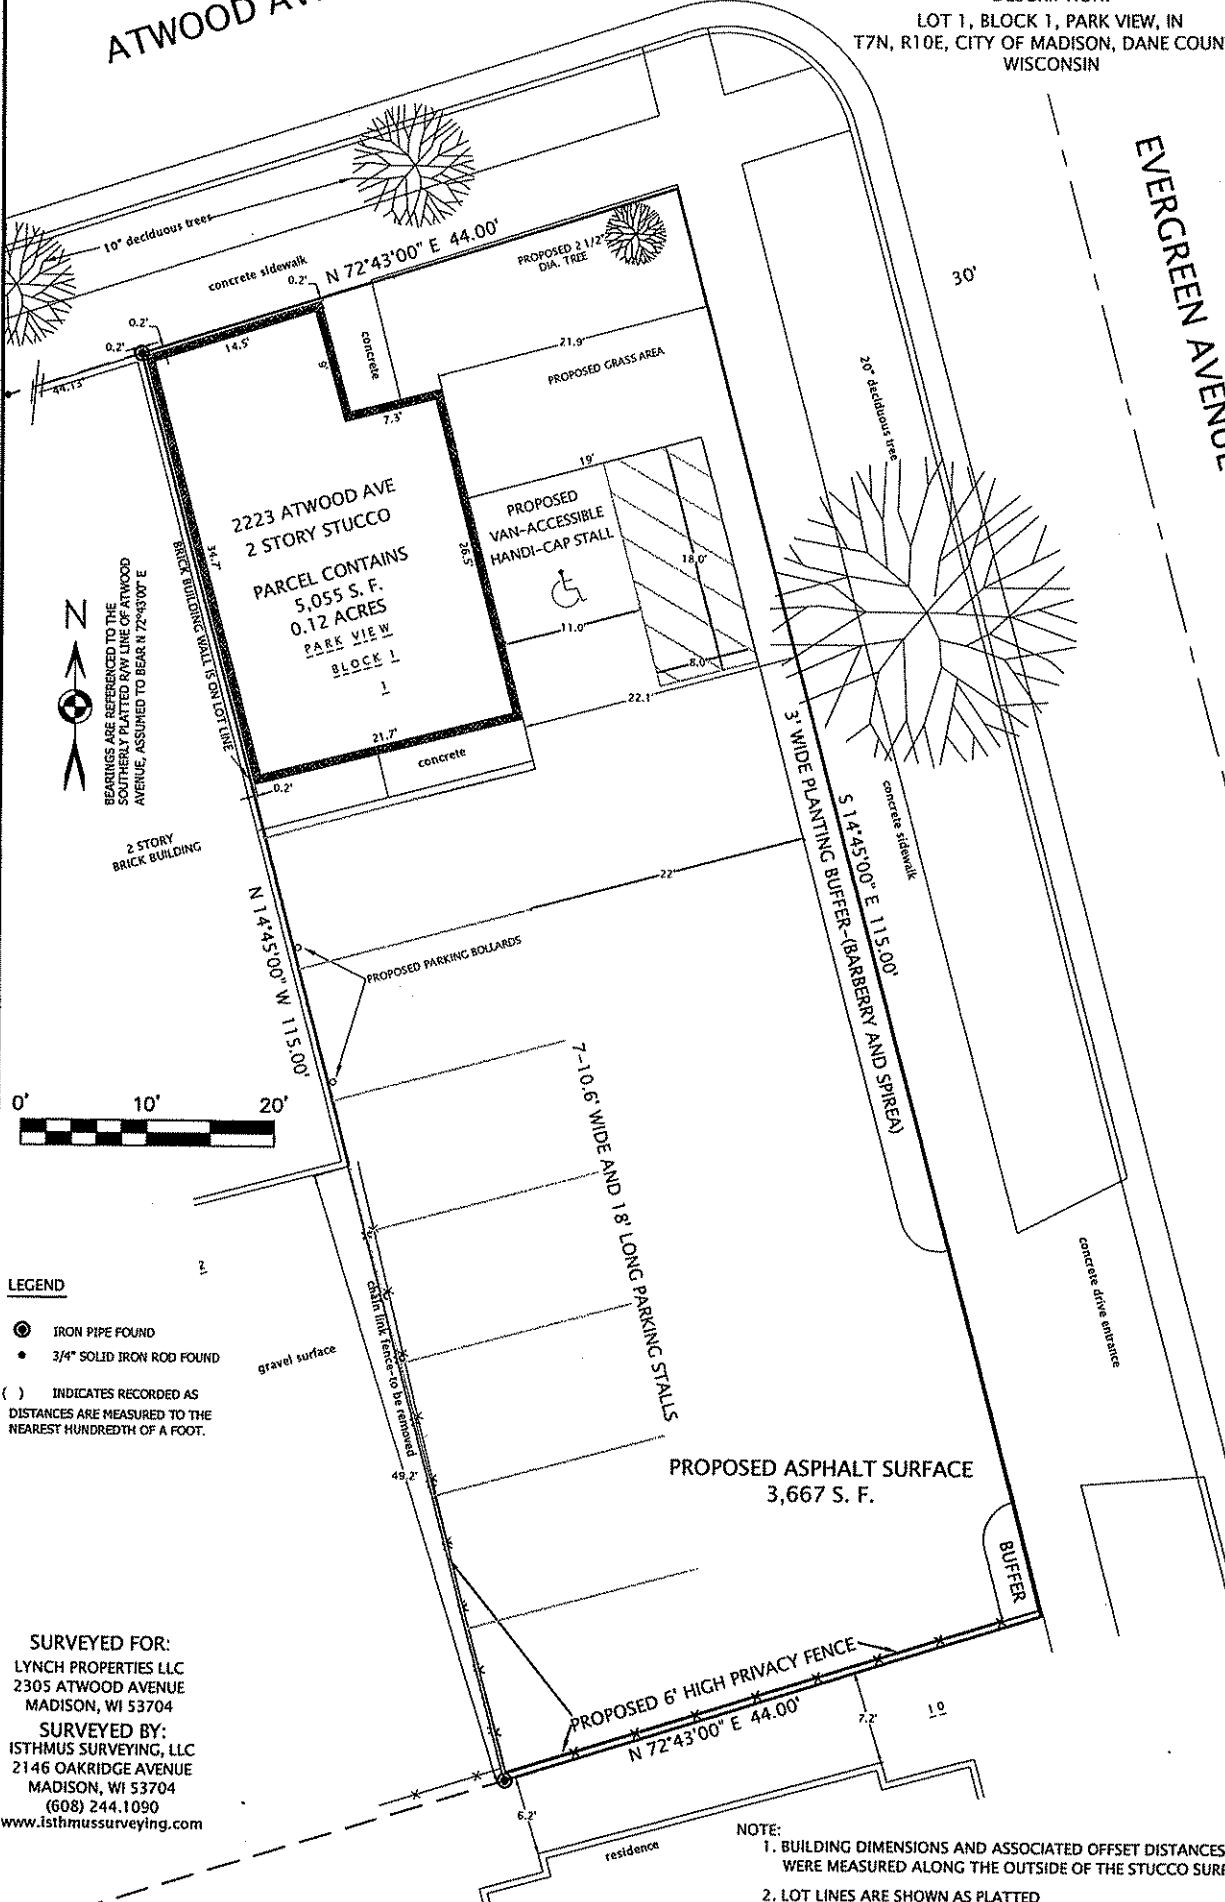 ATWOOD AV
LOT 1, BLOCK 1, PARK VIEW, IN
T7N, R10E, CITY OF MADISON, DANE COUN
WISCONSIN
EVERGREEN AVENUE
30'
10" deciduous trees
concrete sidewalk
N 72°43'00" E 44.00'
PROPOSED 2 1/2"
DIA. TREE
0.2'
0.2'
0.2'
44.13'
14.5'
9'
concrete
7.3'
21.9'
PROPOSED GRASS AREA
20" deciduous tree
19'
PROPOSED
VAN-ACCESSIBLE
HANDI-CAP STALL
18.0'
11.0'
8.0'
22.1'
2223 ATWOOD AVE
2 STORY STUCCO
PARCEL CONTAINS
5,055 S. F.
0.12 ACRES
PARK VIEW
BLOCK 1
1
34.7'
26.5'
21.7'
concrete
0.2'
BRICK BUILDING WALL IS ON LOT LINE
N
BEARINGS ARE REFERENCED TO THE
SOUTHERLY PLATTED R/W LINE OF ATWOOD
AVENUE, ASSUMED TO BEAR N 72°43'00" E
2 STORY
BRICK BUILDING
N 14°45'00" W 115.00'
22'
PROPOSED PARKING BOLLARDS
3' WIDE PLANTING BUFFER-(BARBERRY AND SPIREA)
S 14°45'00" E 115.00'
concrete sidewalk
7-10.6' WIDE AND 18' LONG PARKING STALLS
0' 10' 20'
2
LEGEND
IRON PIPE FOUND
3/4" SOLID IRON ROD FOUND
( ) INDICATES RECORDED AS
DISTANCES ARE MEASURED TO THE
NEAREST HUNDREDTH OF A FOOT.
gravel surface
chain link fence-to be removed
49.2'
concrete drive entrance
PROPOSED ASPHALT SURFACE
3,667 S. F.
BUFFER
PROPOSED 6' HIGH PRIVACY FENCE
N 72°43'00" E 44.00'
7.2'
10
6.2'
residence
SURVEYED FOR:
LYNCH PROPERTIES LLC
2305 ATWOOD AVENUE
MADISON, WI 53704
SURVEYED BY:
ISTHMUS SURVEYING, LLC
2146 OAKRIDGE AVENUE
MADISON, WI 53704
(608) 244.1090
www.isthmussurveying.com
NOTE:
1. BUILDING DIMENSIONS AND ASSOCIATED OFFSET DISTANCES
WERE MEASURED ALONG THE OUTSIDE OF THE STUCCO SURF
2. LOT LINES ARE SHOWN AS PLATTED